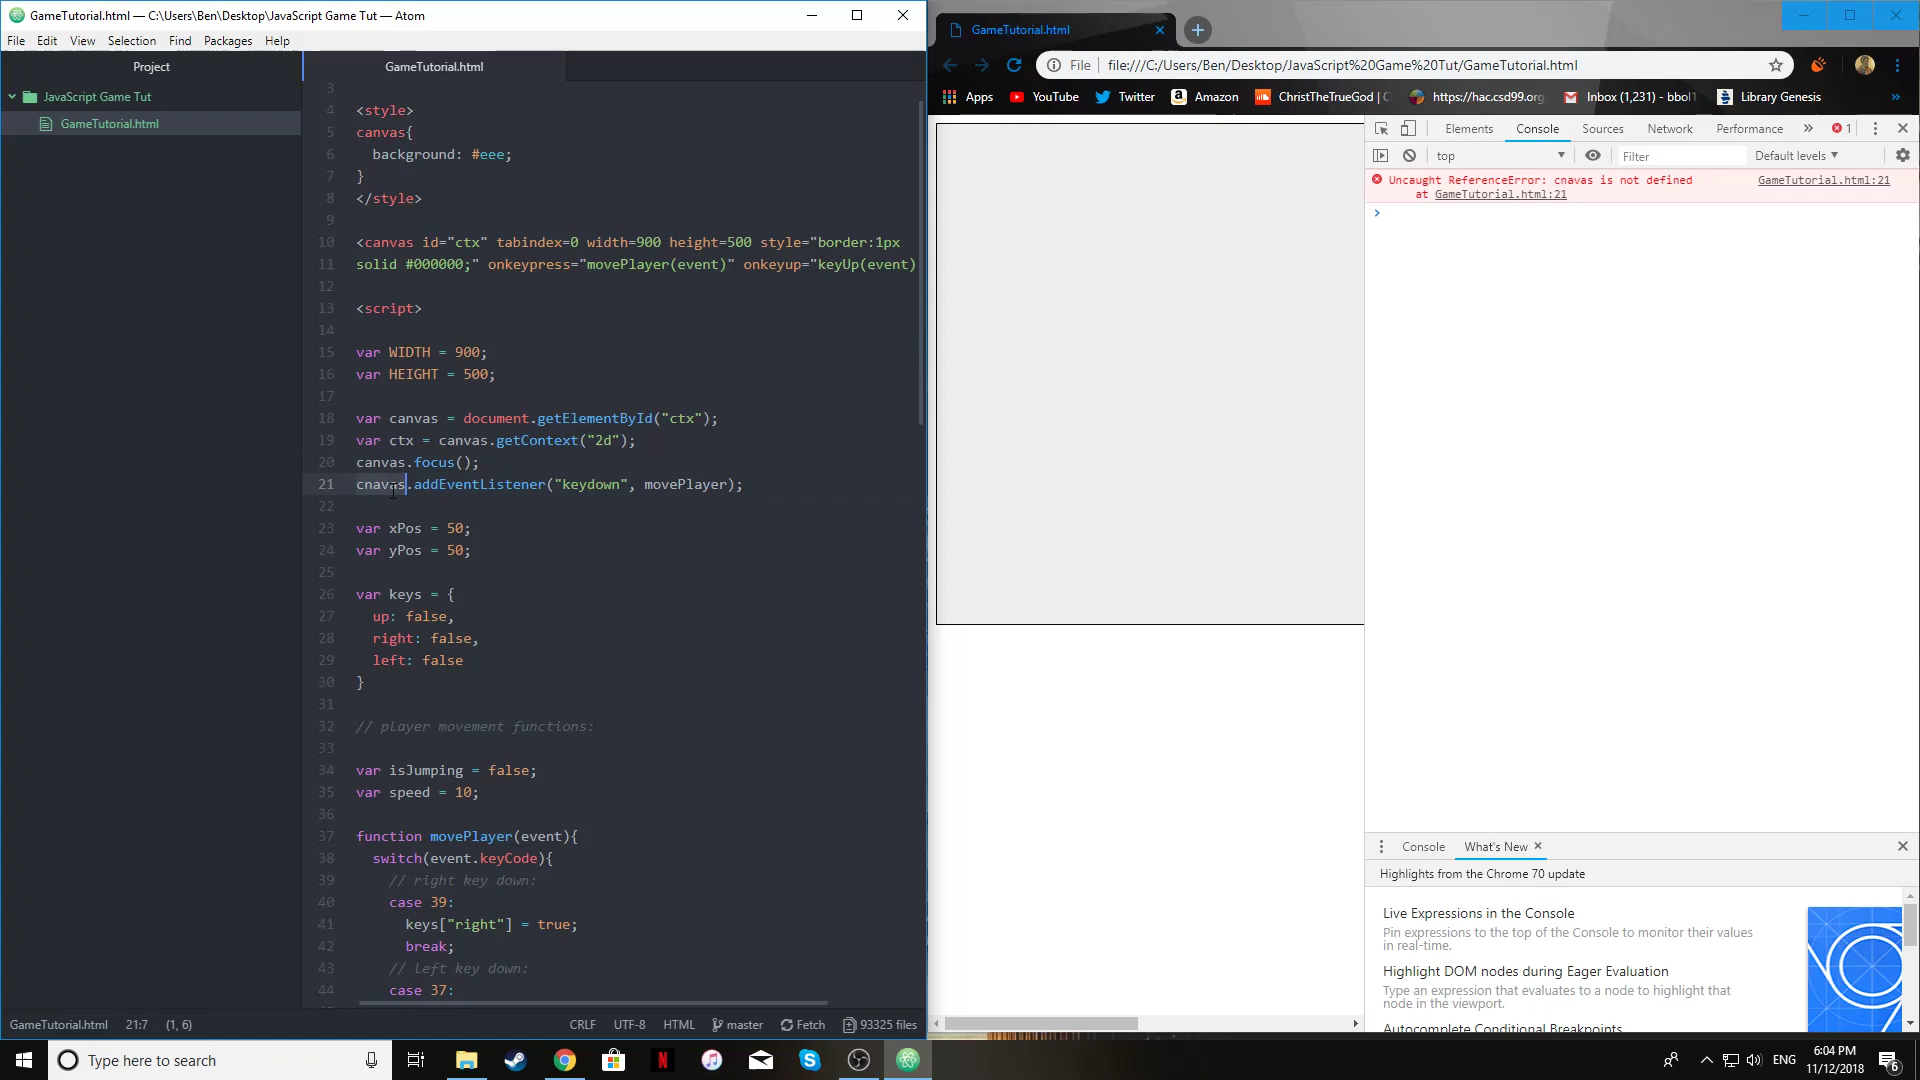 GameTutorial.html — C:\Users\Ben\Desktop\JavaScript Game Tut — Atom
File Edit View Selection Find Packages Help
Project
JavaScript Game Tut
GameTutorial.html
GameTutorial.html
3
4 <style>
5 canvas{
6 background: #eee;
7 }
8 </style>
9
10 <canvas id="ctx" tabindex=0 width=900 height=500 style="border:1px
11 solid #000000;" onkeypress="movePlayer(event)" onkeyup="keyUp(event)
12
13 <script>
14
15 var WIDTH = 900;
16 var HEIGHT = 500;
17
18 var canvas = document.getElementById("ctx");
19 var ctx = canvas.getContext("2d");
20 canvas.focus();
21 cnavas.addEventListener("keydown", movePlayer);
22
23 var xPos = 50;
24 var yPos = 50;
25
26 var keys = {
27 up: false,
28 right: false,
29 left: false
30 }
31
32 // player movement functions:
33
34 var isJumping = false;
35 var speed = 10;
36
37 function movePlayer(event){
38 switch(event.keyCode){
39 // right key down:
40 case 39:
41 keys["right"] = true;
42 break;
43 // left key down:
44 case 37:
GameTutorial.html 21:7 (1, 6) CRLF UTF-8 HTML master Fetch 93325 files
GameTutorial.html
File file:///C:/Users/Ben/Desktop/JavaScript%20Game%20Tut/GameTutorial.html
Apps YouTube Twitter Amazon ChristTheTrueGod | https://hac.csd99.org Inbox (1,231) - bbol1 Library Genesis »
Elements Console Sources Network Performance » 1
top Filter Default levels
Uncaught ReferenceError: cnavas is not defined GameTutorial.html:21
at GameTutorial.html:21
Console What's New
Highlights from the Chrome 70 update
Live Expressions in the Console
Pin expressions to the top of the Console to monitor their values
in real-time.
Highlight DOM nodes during Eager Evaluation
Type an expression that evaluates to a node to highlight that
node in the viewport.
Autocomplete Conditional Breakpoints
Type here to search
ENG
6:04 PM
11/12/2018
6